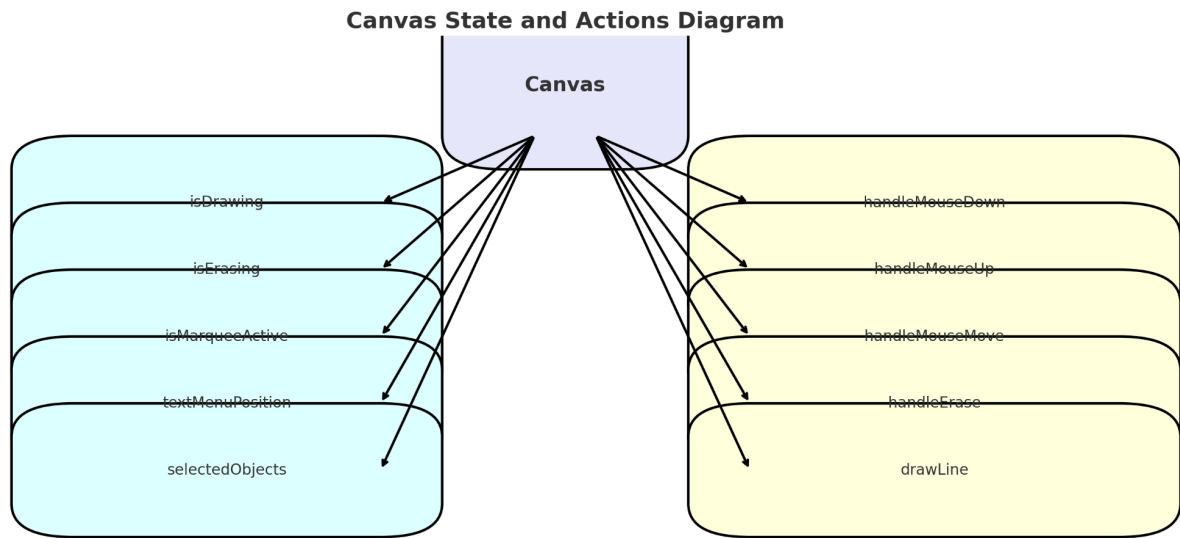 Canvas State and Actions Diagram
Canvas
isDrawing
isErasing
isMarqueeActive
textMenuPosition
selectedObjects
handleMouseDown
handleMouseUp
handleMouseMove
handleErase
drawLine